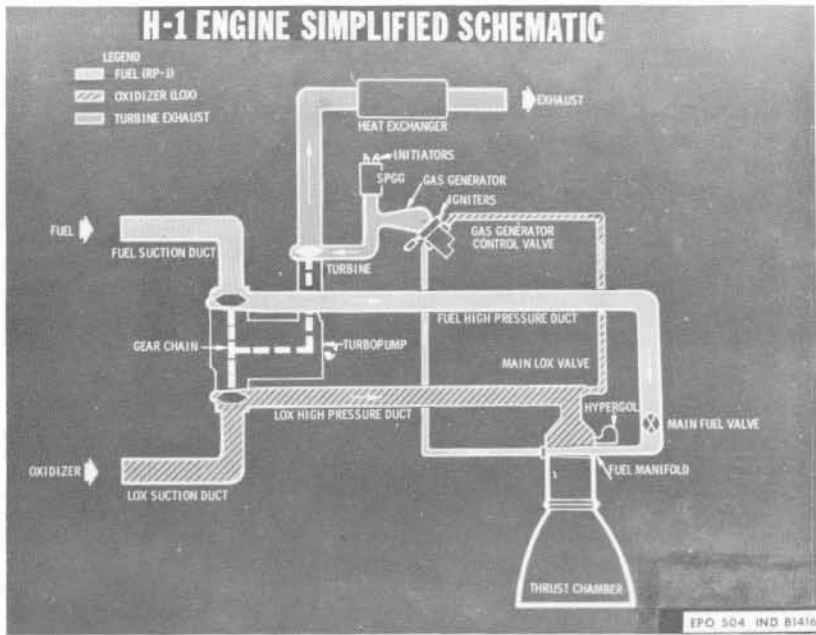 H-1 ENGINE SIMPLIFIED SCHEMATIC
LEGEND
FUEL (RP-1)
OXIDIZER (LOX)
TURBINE EXHAUST
EXHAUST
HEAT EXCHANGER
INITIATORS
SPGG
GAS GENERATOR
IGNITERS
FUEL
GAS GENERATOR
CONTROL VALVE
FUEL SUCTION DUCT
TURBINE
FUEL HIGH PRESSURE DUCT
GEAR CHAIN
TURBOPUMP
MAIN LOX VALVE
LOX HIGH PRESSURE DUCT
HYPERGOL
MAIN FUEL VALVE
OXIDIZER
FUEL MANIFOLD
LOX SUCTION DUCT
THRUST CHAMBER
EPO 504 IND B1416